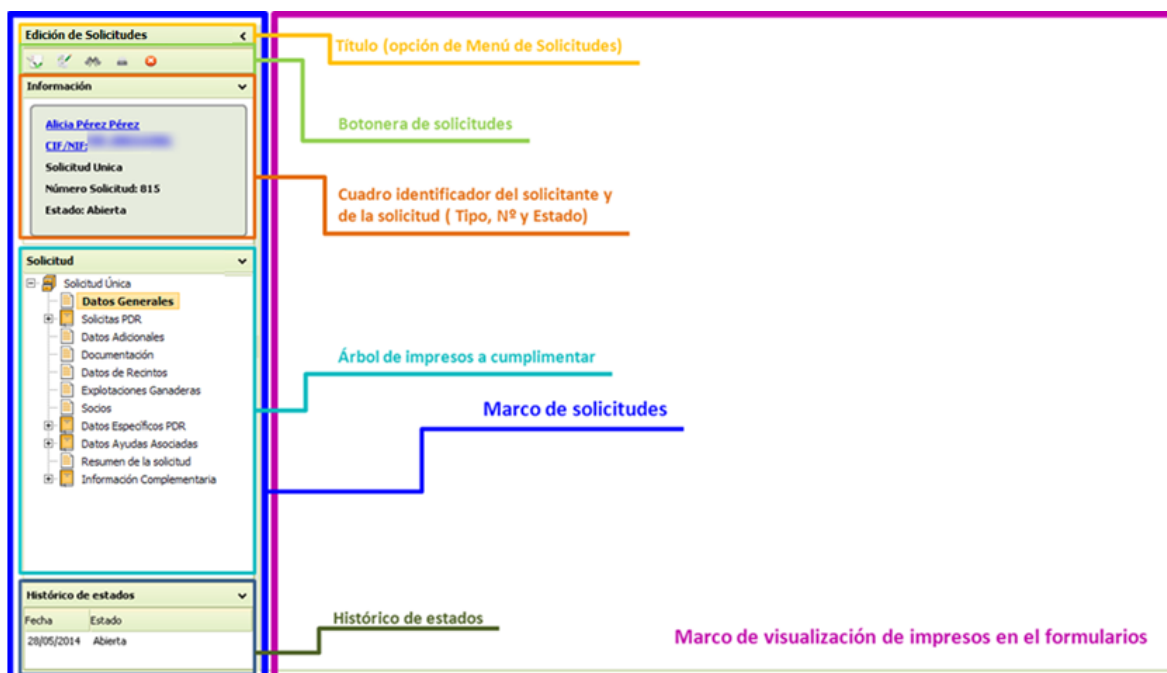 Edición de Solicitudes
Título (opción de Menú de Solicitudes)
Información
Botonera de solicitudes
Alicia Pérez Pérez
CIF/NIF:
Solicitud Unica
Número Solicitud: 815
Estado: Abierta
Cuadro identificador del solicitante y
de la solicitud ( Tipo, Nº y Estado)
Solicitud
Solicitud Única
Datos Generales
Solicitas PDR
Datos Adicionales
Documentación
Datos de Recintos
Explotaciones Ganaderas
Socios
Datos Específicos PDR
Datos Ayudas Asociadas
Resumen de la solicitud
Información Complementaria
Árbol de impresos a cumplimentar
Marco de solicitudes
Histórico de estados
Fecha Estado
28/05/2014 Abierta
Histórico de estados
Marco de visualización de impresos en el formularios